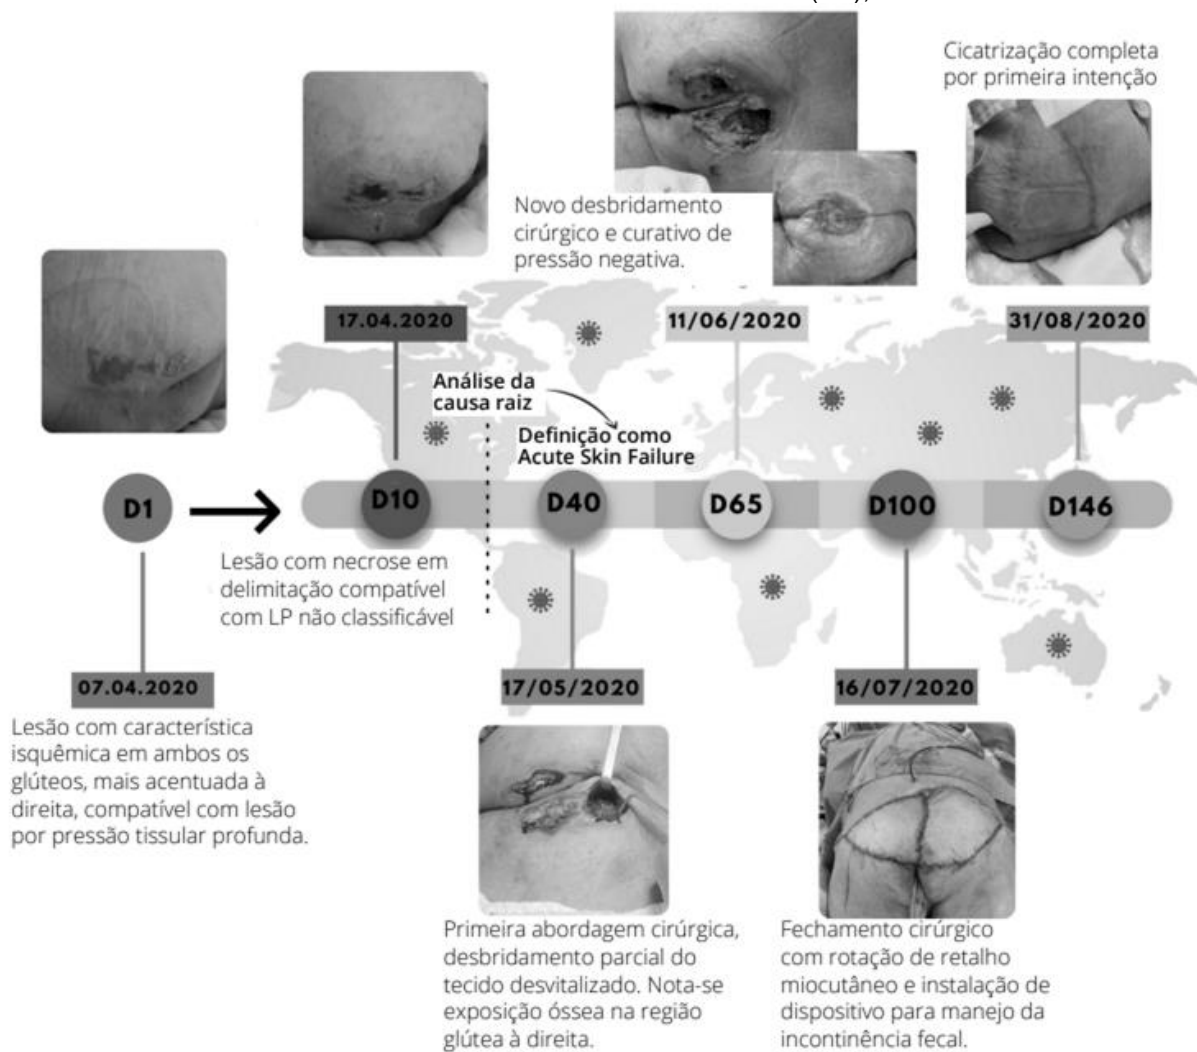 Cicatrização completa
por primeira intenção
Novo desbridamento
cirúrgico e curativo de
pressão negativa.
17.04.2020
11/06/2020
31/08/2020
Análise da
causa raiz
Definição como
Acute Skin Failure
D1
D10
D40
D65
D100
D146
Lesão com necrose em
delimitação compatível
com LP não classificável
07.04.2020
17/05/2020
16/07/2020
Lesão com característica
isquêmica em ambos os
glúteos, mais acentuada à
direita, compatível com lesão
por pressão tissular profunda.
Primeira abordagem cirúrgica,
desbridamento parcial do
tecido desvitalizado. Nota-se
exposição óssea na região
glútea à direita.
Fechamento cirúrgico
com rotação de retalho
miocutâneo e instalação de
dispositivo para manejo da
incontinência fecal.